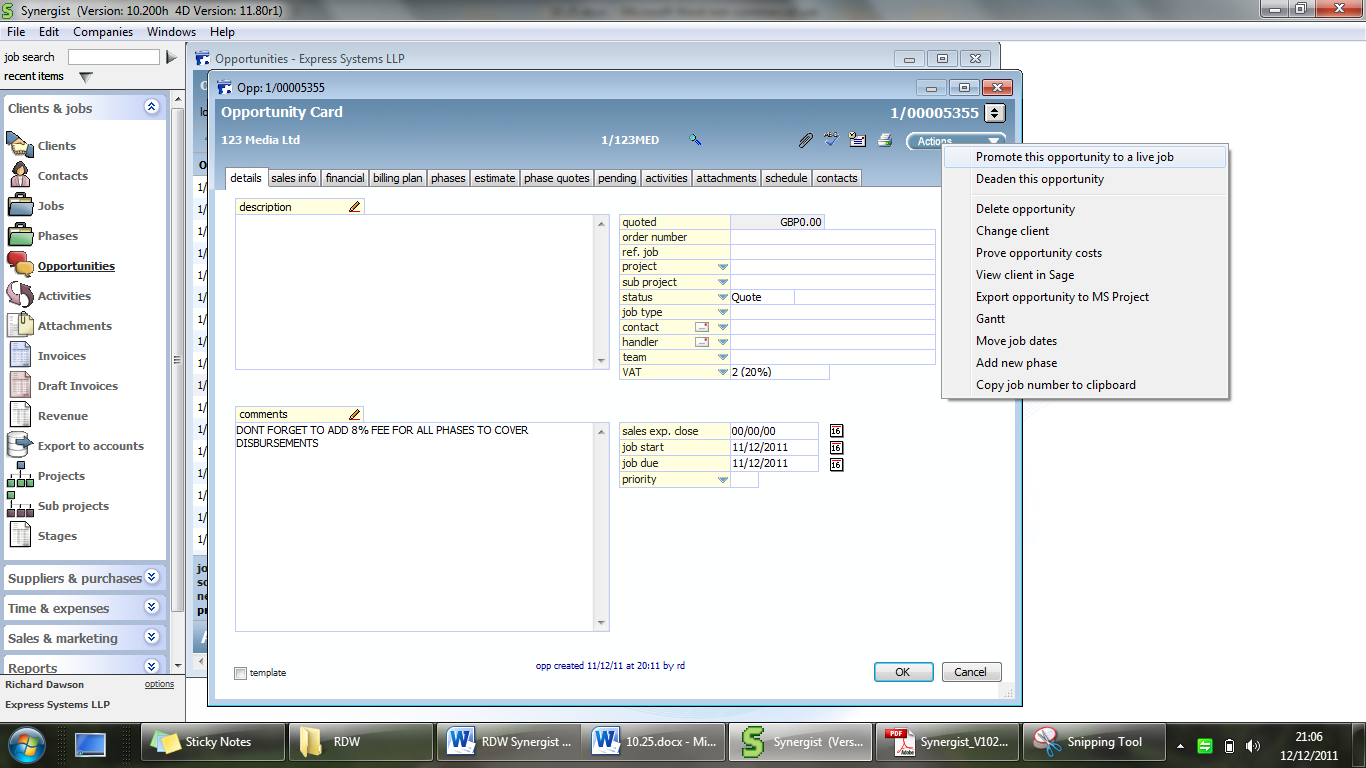 Synergist (Version: 10.200h 4D Version: 11.80r1)
File Edit Companies Windows Help
job search
recent items
Clients & jobs
Clients
Contacts
Jobs
Phases
Opportunities
Activities
Attachments
Invoices
Draft Invoices
Revenue
Export to accounts
Projects
Sub projects
Stages
Suppliers & purchases
Time & expenses
Sales & marketing
Reports
Richard Dawson options
Express Systems LLP
Opportunities - Express Systems LLP
Opp: 1/00005355
Opportunity Card 1/00005355
123 Media Ltd 1/123MED ABC Actions
details sales info financial billing plan phases estimate phase quotes pending activities attachments schedule contacts
description
quoted GBP0.00
order number
ref. job
project
sub project
status Quote
job type
contact
handler
team
VAT 2 (20%)
comments
DONT FORGET TO ADD 8% FEE FOR ALL PHASES TO COVER
DISBURSEMENTS
sales exp. close 00/00/00 16
job start 11/12/2011 16
job due 11/12/2011 16
priority
template
opp created 11/12/11 at 20:11 by rd
OK Cancel
Promote this opportunity to a live job
Deaden this opportunity
Delete opportunity
Change client
Prove opportunity costs
View client in Sage
Export opportunity to MS Project
Gantt
Move job dates
Add new phase
Copy job number to clipboard
Sticky Notes
RDW
RDW Synergist ...
10.25.docx - Mi...
Synergist (Vers...
PDF
Adobe
Synergist_V102...
Snipping Tool
21:06
12/12/2011